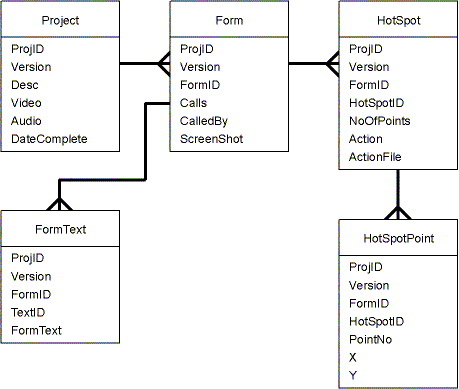 Project
ProjID
Version
Desc
Video
Audio
DateComplete
Form
ProjID
Version
FormID
Calls
CalledBy
ScreenShot
HotSpot
ProjID
Version
FormID
HotSpotID
NoOfPoints
Action
ActionFile
FormText
ProjID
Version
FormID
TextID
FormText
HotSpotPoint
ProjID
Version
FormID
HotSpotID
PointNo
X
Y